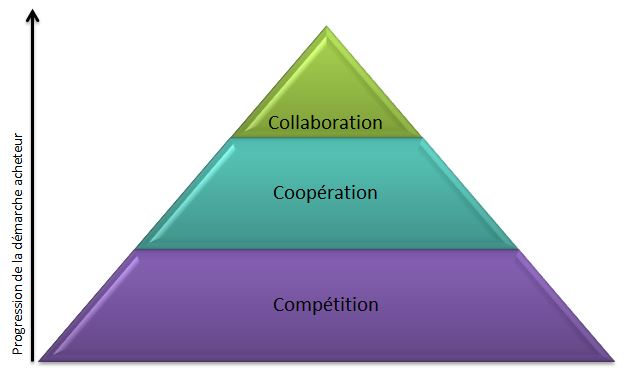 Collaboration
Coopération
Compétition
Progression de la démarche acheteur